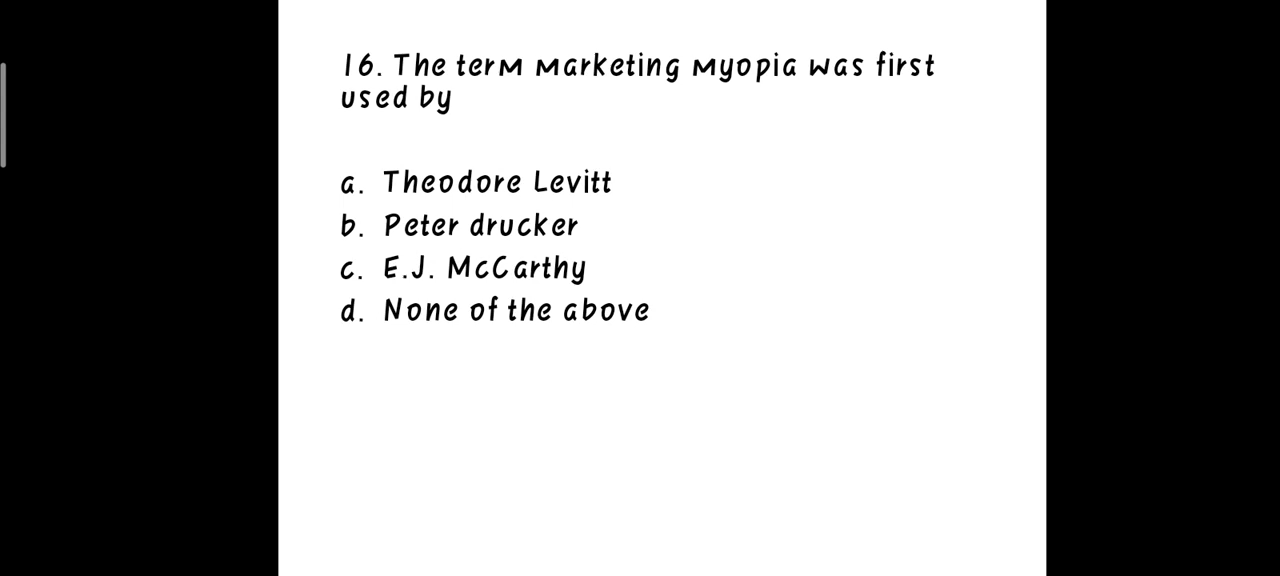 16. The term marketing myopia was first
used by
a. Theodore Levitt
b. Peter drucker
c. E.J. McCarthy
d. None of the above